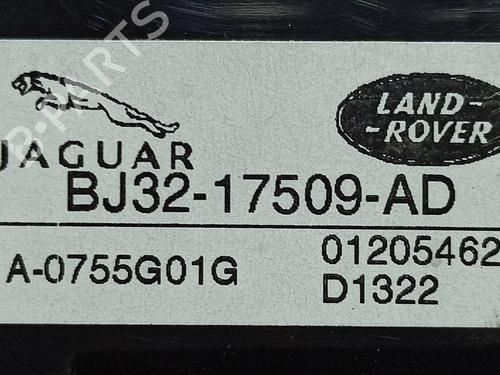 LAND-
-ROVER
JAGUAR
BJ32-17509-AD
A-0755G01G
01205462
D1322